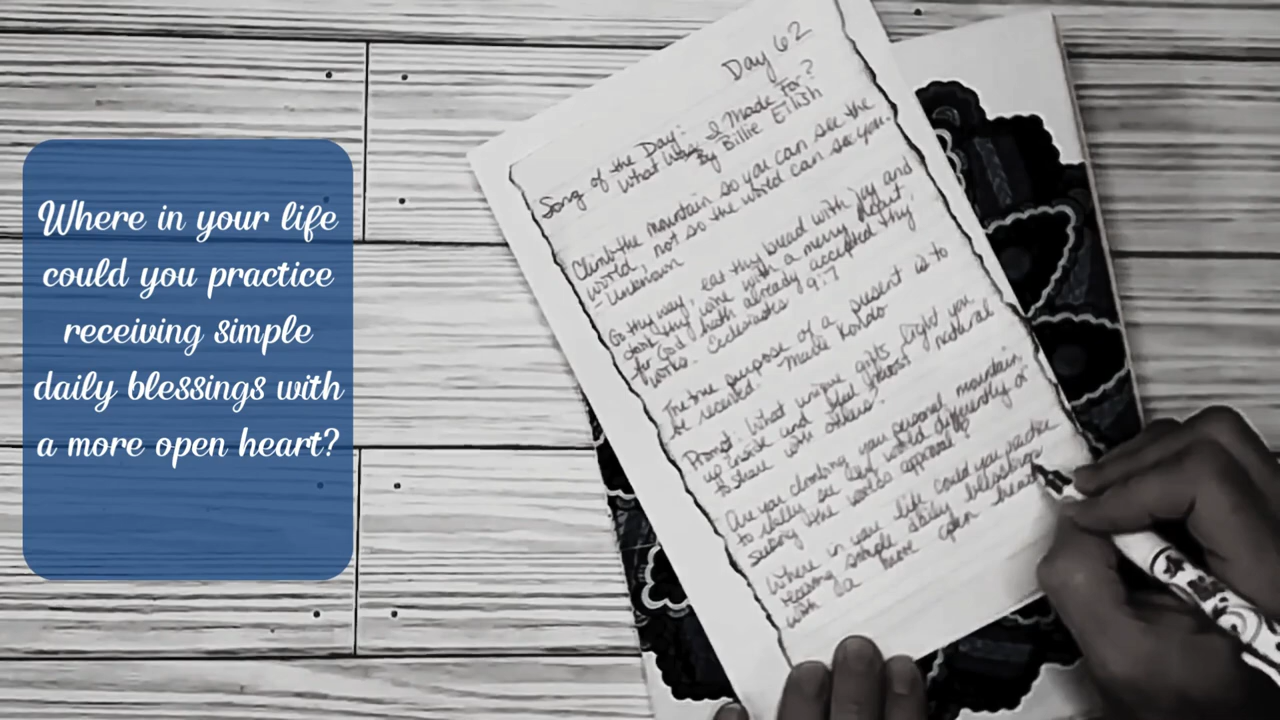 Where in your life
could you practice
receiving simple
daily blessings with
a more open heart?
Day 62
Song of the Day:
What Was I Made For?
By Billie Eilish
Climb the mountain so you can see the
world, not so the world can see you.
- Unknown
Go thy way, eat thy bread with joy and
drink thy wine with a merry heart,
for God hath already accepted thy
works. Ecclesiastes 9:7
The true purpose of a present is to
be received. - Marie Kondo
Prompt: What unique gifts light you
up inside and feel almost natural
to share with others?
Are you climbing your personal mountain
to really see the world differently or
the worlds approval?
Where in your life could you practice
receiving simple daily blessings
with a more open heart